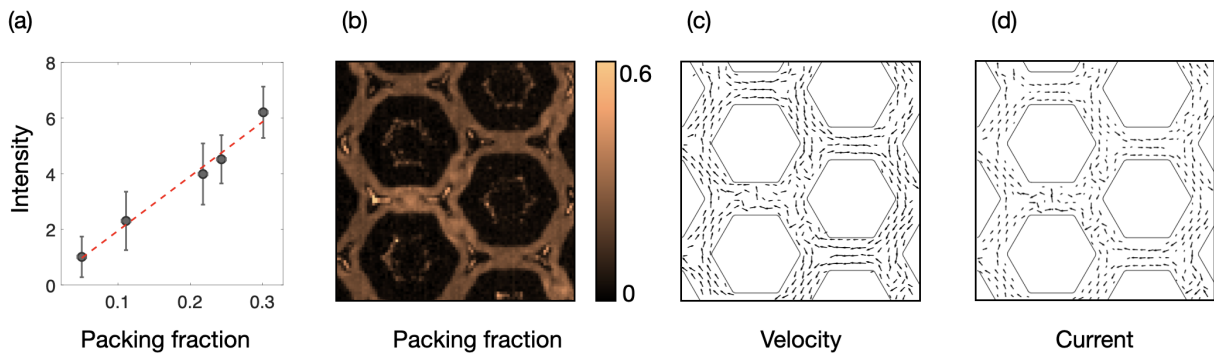 (a)
(b)
(c)
(d)
8
6
4
2
0
Intensity
0.1
0.2
0.3
Packing fraction
0.6
0
Packing fraction
Velocity
Current